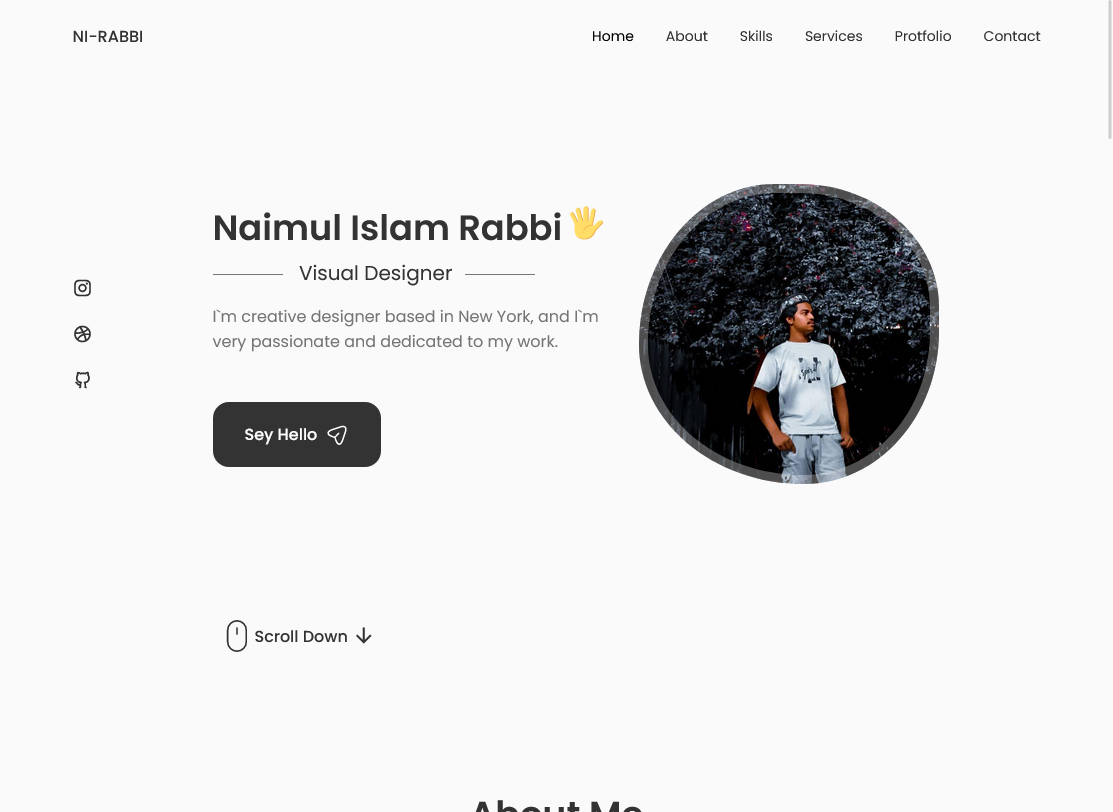 NI-RABBI
Home
About
Skills
Services
Protfolio
Contact
Naimul Islam Rabbi
Visual Designer
I`m creative designer based in New York, and I`m
very passionate and dedicated to my work.
Sey Hello
Scroll Down
About Me